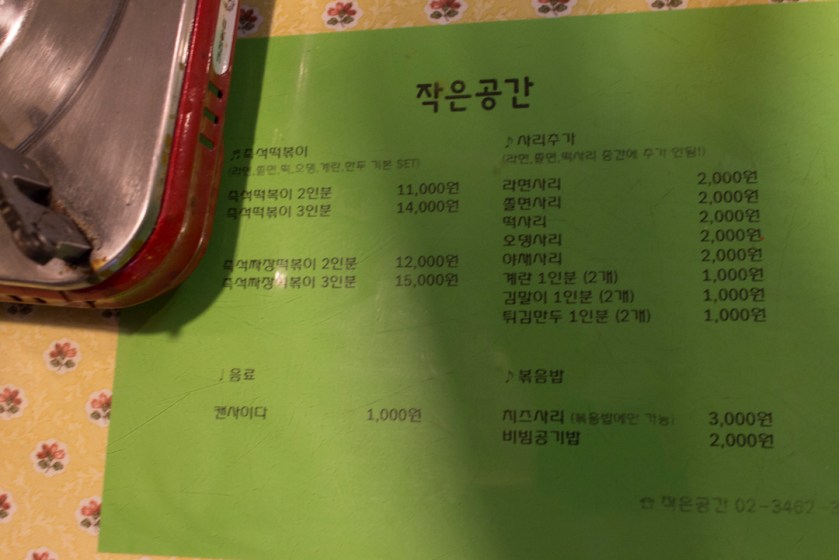 작은공간
♬즉석떡볶이
(라면,쫄면,떡,오뎅,계란,만두 기본 SET)
즉석떡볶이 2인분 11,000원
즉석떡볶이 3인분 14,000원
즉석짜장떡볶이 2인분 12,000원
즉석짜장떡볶이 3인분 15,000원
♩음료
캔사이다 1,000원
♪사리추가
(라면,쫄면,떡사리 중간에 추가 안됨!)
라면사리 2,000원
쫄면사리 2,000원
떡사리 2,000원
오뎅사리 2,000원
야채사리 2,000원
계란 1인분 (2개) 1,000원
김말이 1인분 (2개) 1,000원
튀김만두 1인분 (2개) 1,000원
♪볶음밥
치즈사리 (볶음밥에만 가능) 3,000원
비빔공기밥 2,000원
☎ 작은공간 02-3462-3